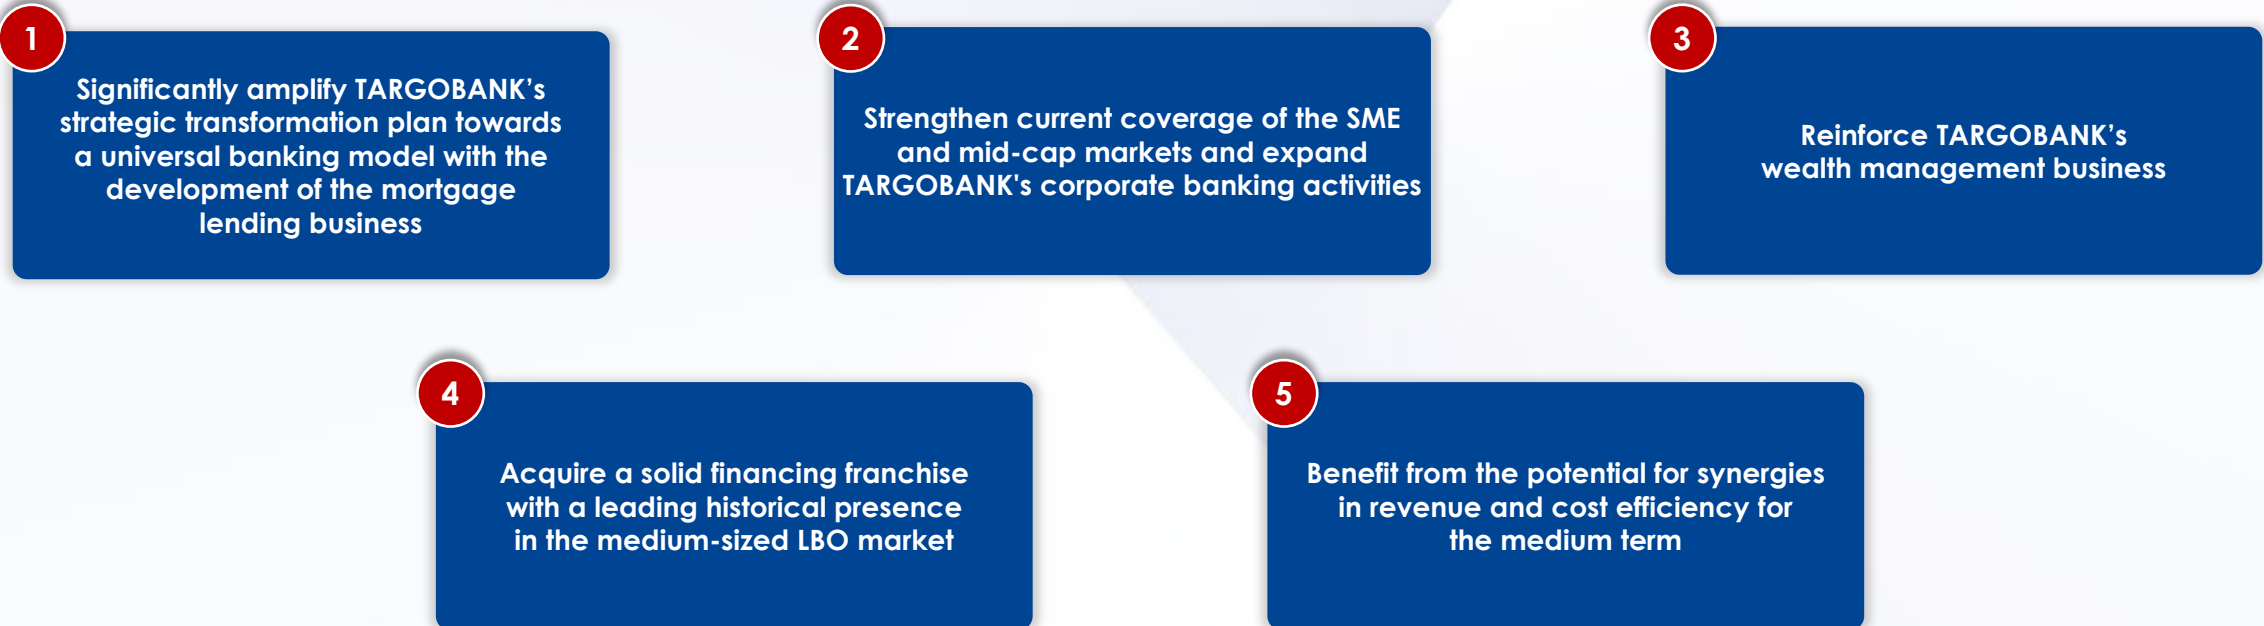 1
Significantly amplify TARGOBANK’s
strategic transformation plan towards
a universal banking model with the
development of the mortgage
lending business
2
Strengthen current coverage of the SME
and mid-cap markets and expand
TARGOBANK's corporate banking activities
3
Reinforce TARGOBANK’s
wealth management business
4
Acquire a solid financing franchise
with a leading historical presence
in the medium-sized LBO market
5
Benefit from the potential for synergies
in revenue and cost efficiency for
the medium term